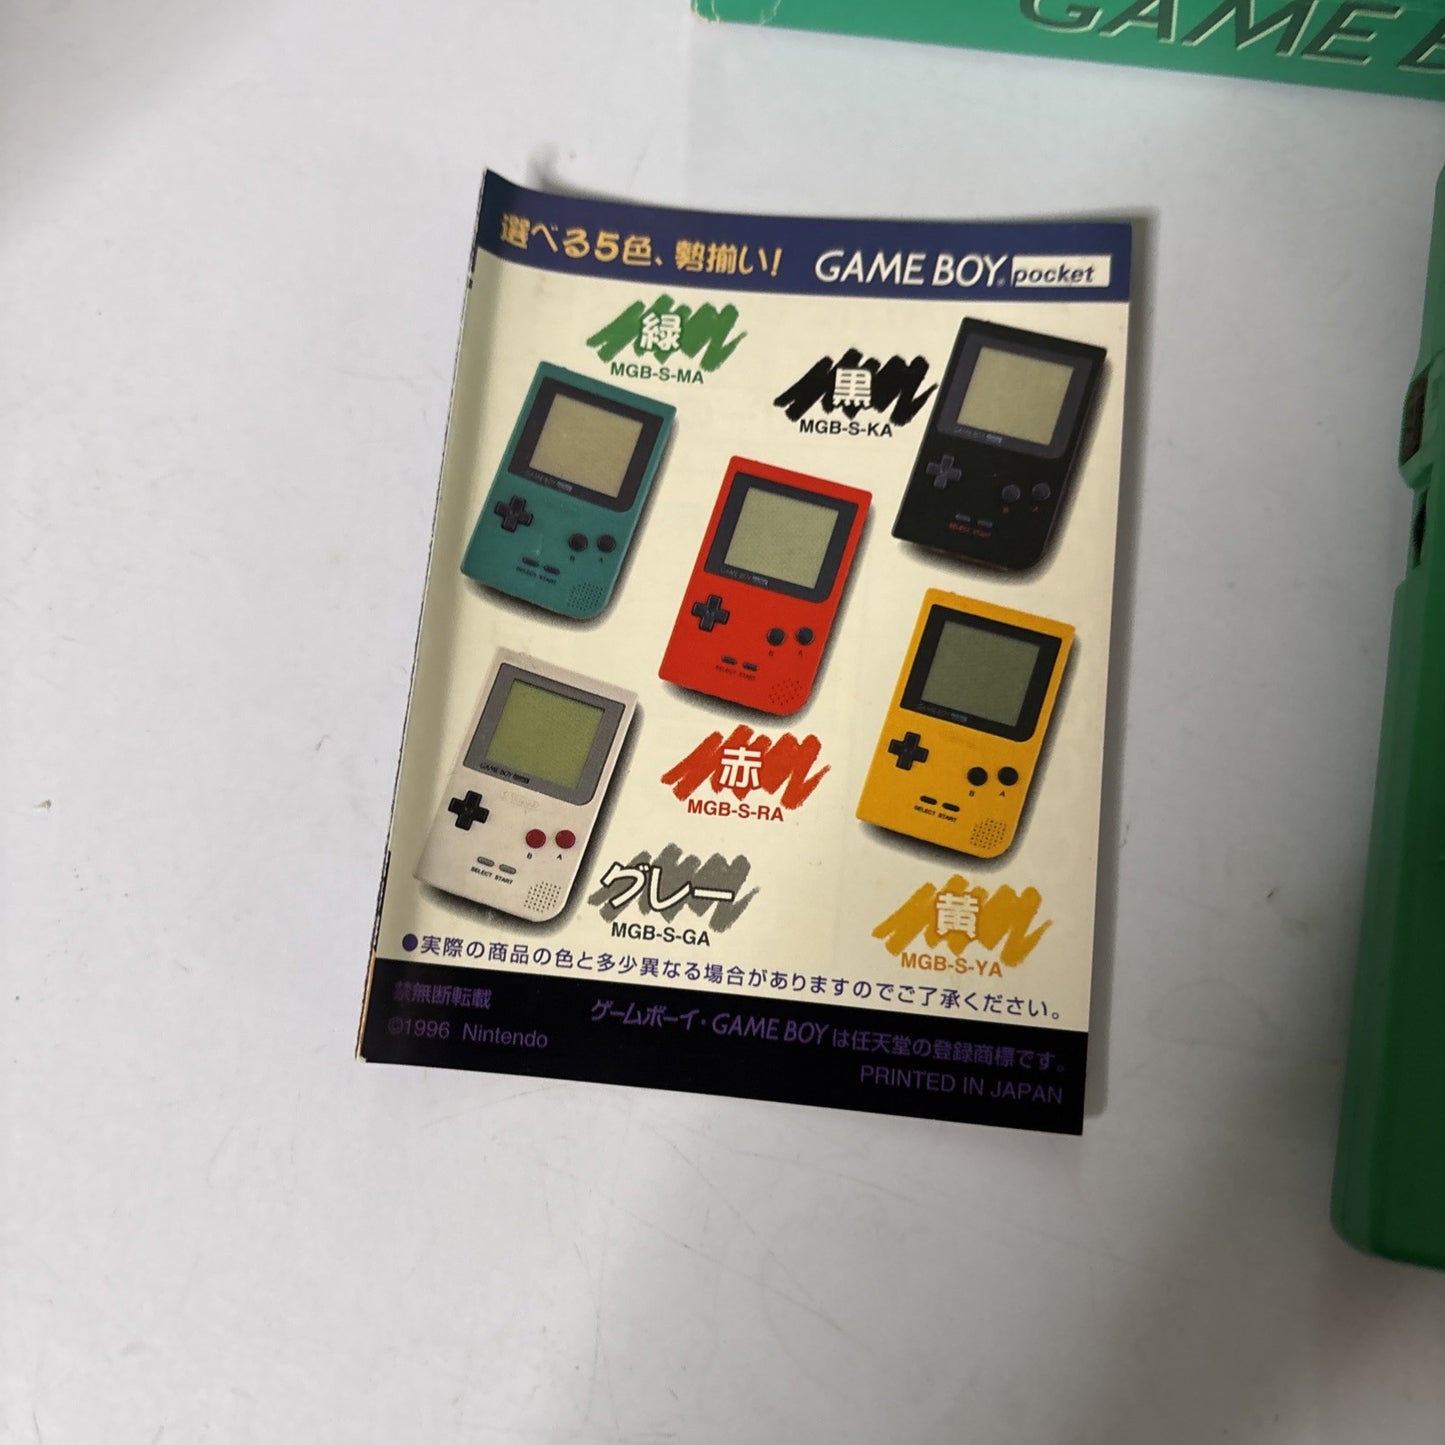 GAME B
選べる5色、勢揃い!
GAME BOY® pocket
緑
MGB-S-MA
黒
MGB-S-KA
赤
MGB-S-RA
グレー
MGB-S-GA
黄
MGB-S-YA
●実際の商品の色と多少異なる場合がありますのでご了承ください。
禁無断転載
©1996 Nintendo
ゲームボーイ・GAME BOYは任天堂の登録商標です。
PRINTED IN JAPAN